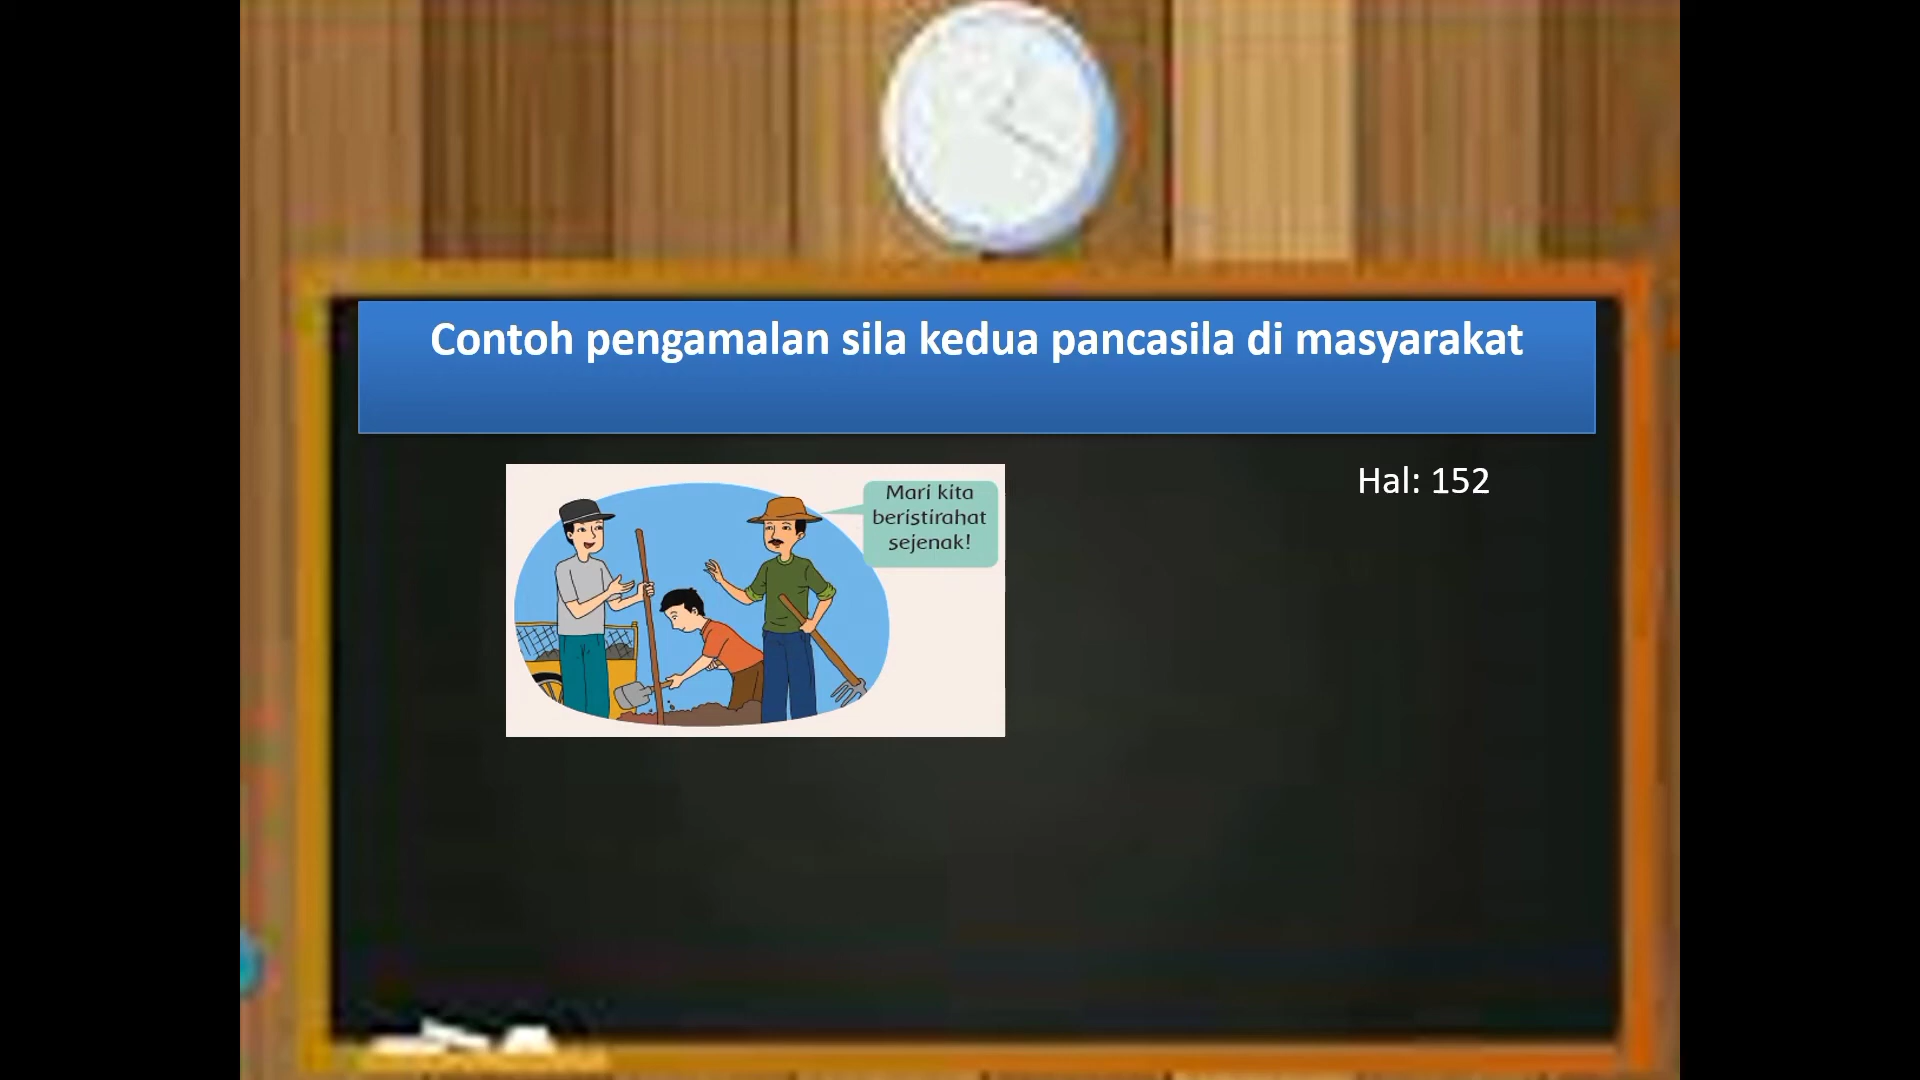 Contoh pengamalan sila kedua pancasila di masyarakat
Hal: 152
Mari kita
beristirahat
sejenak!